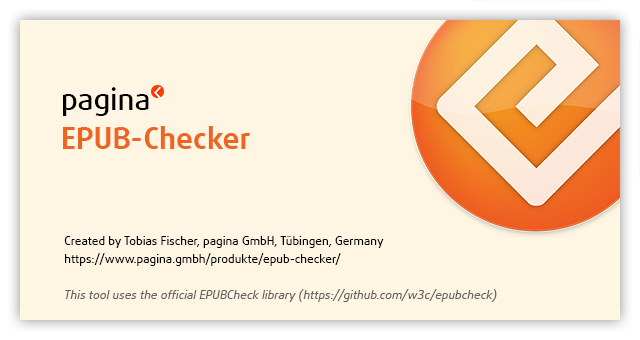 pagina
EPUB-Checker
Created by Tobias Fischer, pagina GmbH, Tübingen, Germany
https://www.pagina.gmbh/produkte/epub-checker/
This tool uses the official EPUBCheck library (https://github.com/w3c/epubcheck)